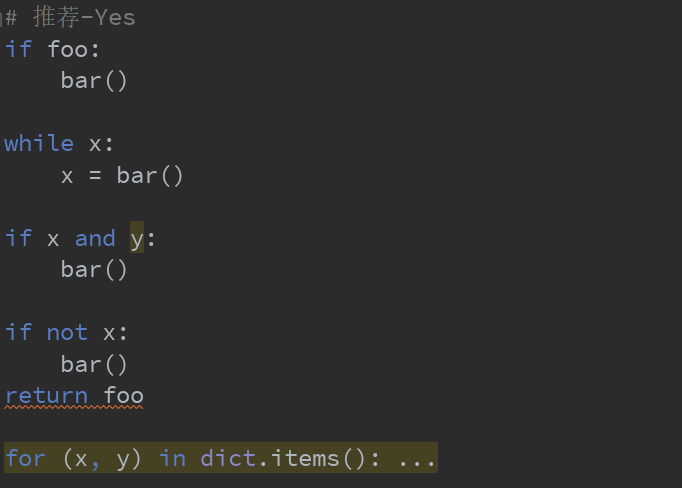 # 推荐-Yes
if foo:
    bar()
while x:
    x = bar()
if x and y:
    bar()
if not x:
    bar()
return foo
for (x, y) in dict.items(): ...